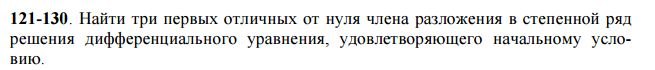 121-130. Найти три первых отличных от нуля члена разложения в степенной ряд
решения дифференциального уравнения, удовлетворяющего начальному усло-
вию.